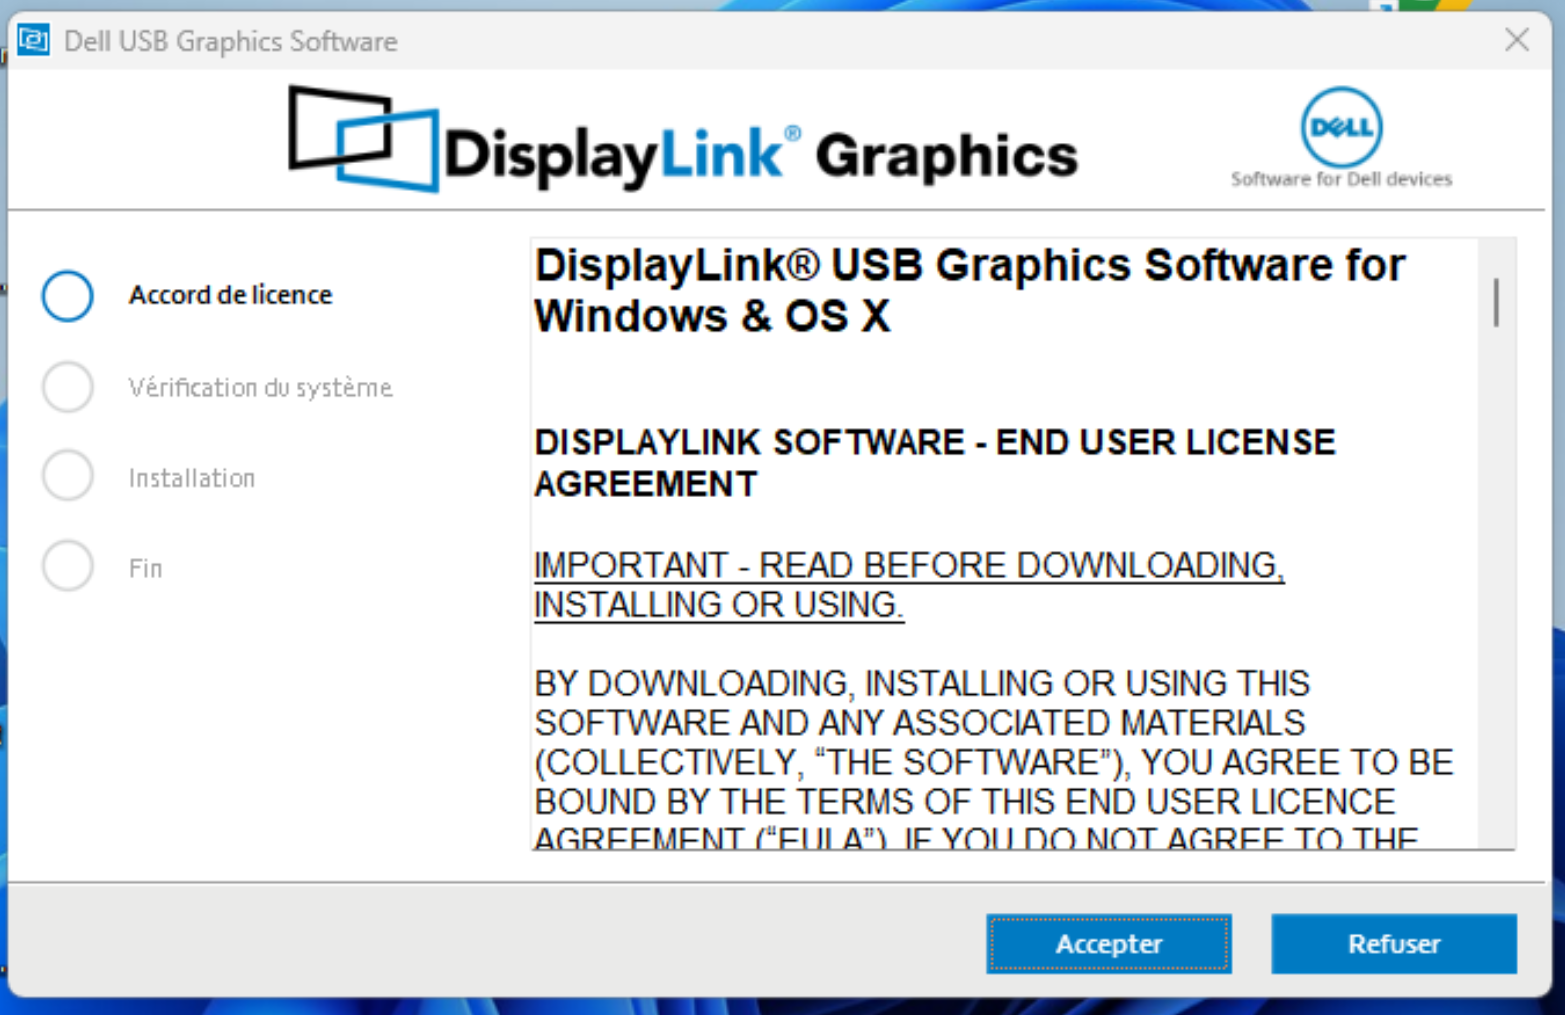 Dell USB Graphics Software
DisplayLink® Graphics
DELL
Software for Dell devices
Accord de licence
Vérification du système
Installation
Fin
DisplayLink® USB Graphics Software for
Windows & OS X
DISPLAYLINK SOFTWARE - END USER LICENSE
AGREEMENT
IMPORTANT - READ BEFORE DOWNLOADING,
INSTALLING OR USING.
BY DOWNLOADING, INSTALLING OR USING THIS
SOFTWARE AND ANY ASSOCIATED MATERIALS
(COLLECTIVELY, “THE SOFTWARE”), YOU AGREE TO BE
BOUND BY THE TERMS OF THIS END USER LICENCE
AGREEMENT (“EULA”). IF YOU DO NOT AGREE TO THE
Accepter
Refuser